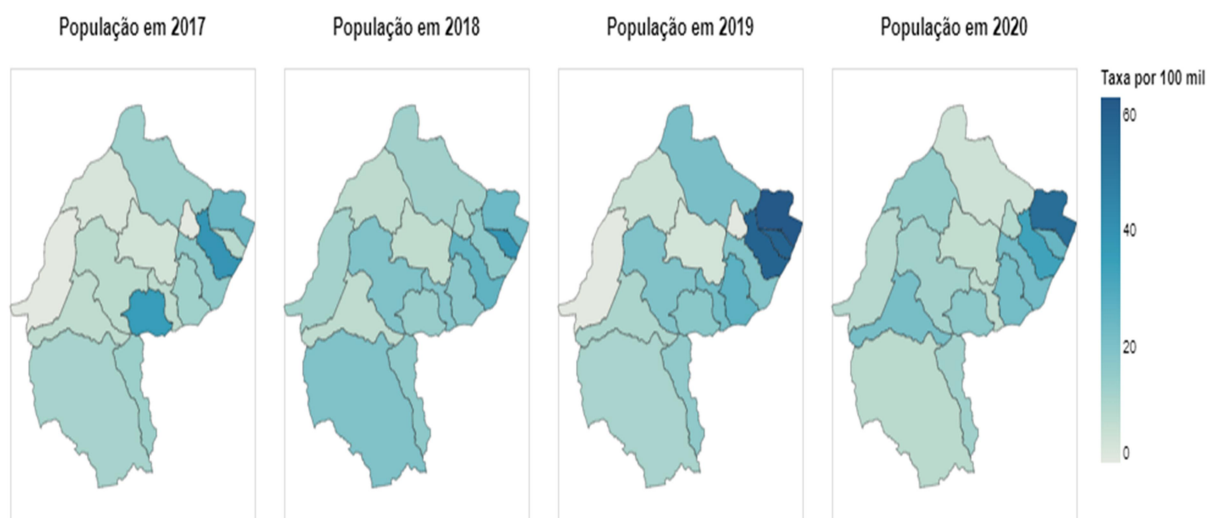 População em 2017
População em 2018
População em 2019
População em 2020
Taxa por 100 mil
60
40
20
0